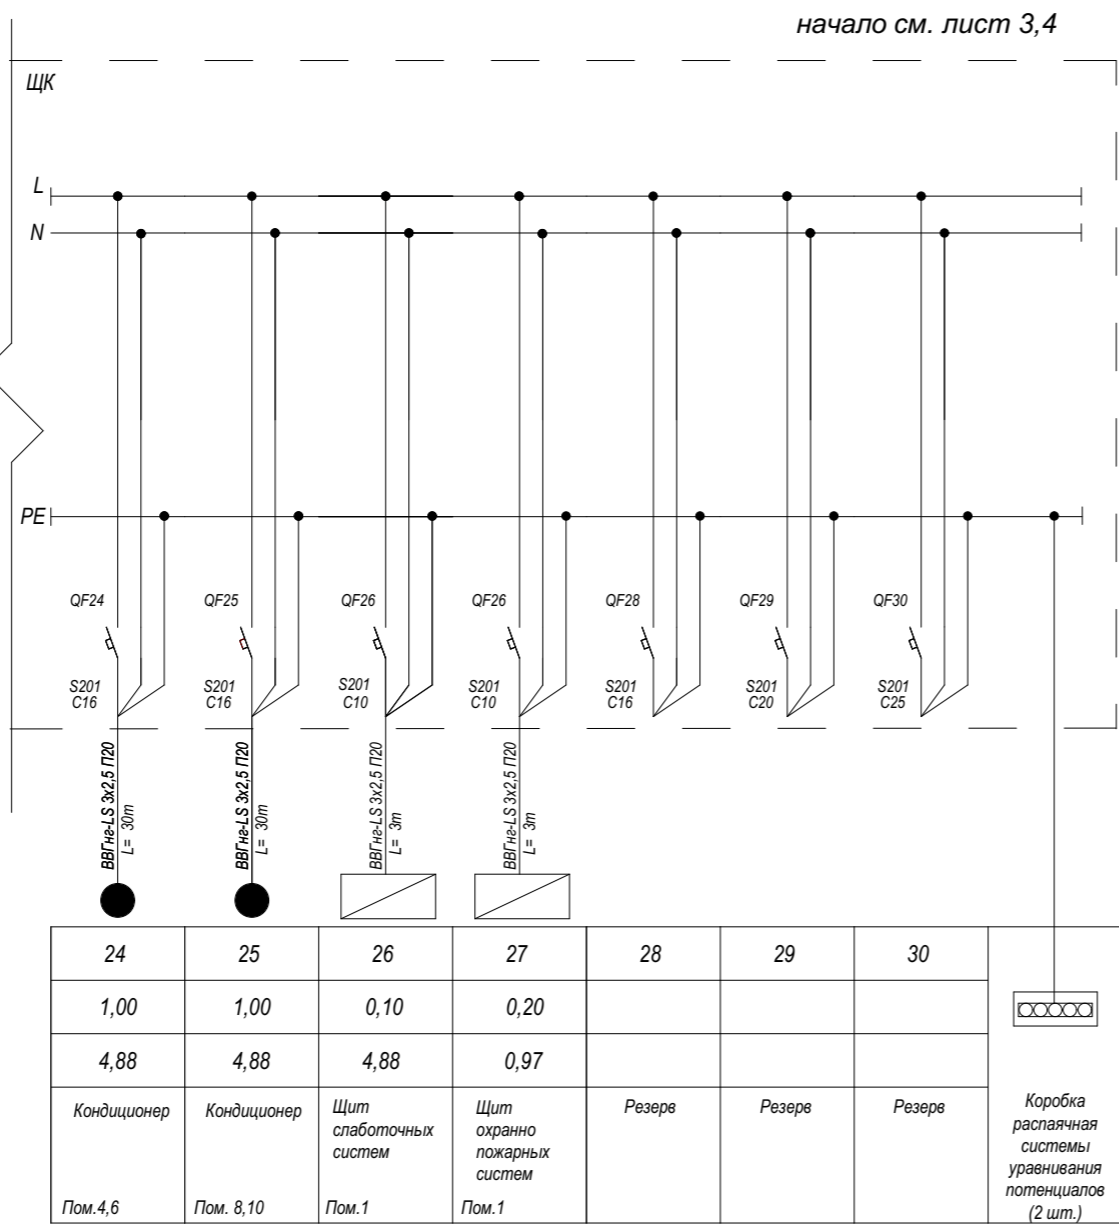 начало см. лист 3,4
ЩК
L
N
PE
QF24
QF25
QF26
QF26
QF28
QF29
QF30
S201
C16
S201
C16
S201
C10
S201
C10
S201
C16
S201
C20
S201
C25
ВВГнг-LS 3х2,5 П20
L= 30m
ВВГнг-LS 3х2,5 П20
L= 30m
ВВГнг-LS 3х2,5 П20
L= 3m
ВВГнг-LS 3х2,5 П20
L= 3m
24
25
26
27
28
29
30
1,00
1,00
0,10
0,20
4,88
4,88
4,88
0,97
Кондиционер
Пом.4,6
Кондиционер
Пом. 8,10
Щит
слаботочных
систем
Пом.1
Щит
охранно
пожарных
систем
Пом.1
Резерв
Резерв
Резерв
Коробка
распаячная
системы
уравнивания
потенциалов
(2 шт.)